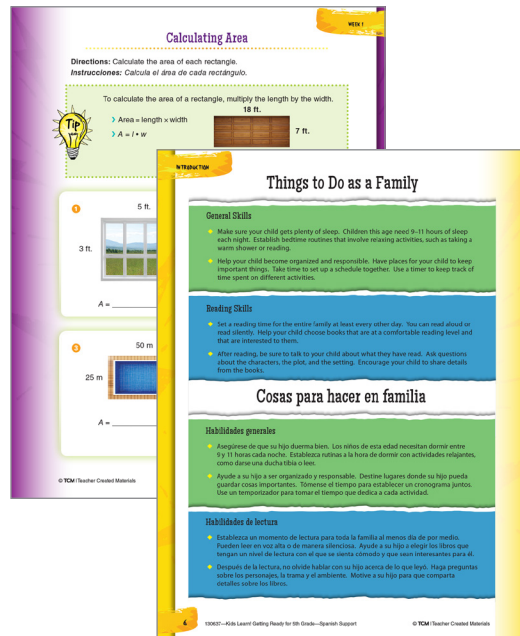 WEEK 1
Calculating Area
Directions: Calculate the area of each rectangle.
Instrucciones: Calcula el área de cada rectángulo.
To calculate the area of a rectangle, multiply the length by the width.
Tip
Area = length × width
A = l • w
18 ft.
7 ft.
1
5 ft.
3 ft.
A =
3
50 m
25 m
A =
© TCM | Teacher Created Materials
INTRODUCTION
Things to Do as a Family
General Skills
Make sure your child gets plenty of sleep. Children this age need 9–11 hours of sleep
each night. Establish bedtime routines that involve relaxing activities, such as taking a
warm shower or reading.
Help your child become organized and responsible. Have places for your child to keep
important things. Take time to set up a schedule together. Use a timer to keep track of
time spent on different activities.
Reading Skills
Set a reading time for the entire family at least every other day. You can read aloud or
read silently. Help your child choose books that are at a comfortable reading level and
that are interested to them.
After reading, be sure to talk to your child about what they have read. Ask questions
about the characters, the plot, and the setting. Encourage your child to share details
from the books.
Cosas para hacer en familia
Habilidades generales
Asegúrese de que su hijo duerma bien. Los niños de esta edad necesitan dormir entre
9 y 11 horas cada noche. Establezca rutinas a la hora de dormir con actividades relajantes,
como darse una ducha tibia o leer.
Ayude a su hijo a ser organizado y responsable. Destine lugares donde su hijo pueda
guardar cosas importantes. Tómense el tiempo para establecer un cronograma juntos.
Use un temporizador para tomar el tiempo que dedica a cada actividad.
Habilidades de lectura
Establezca un momento de lectura para toda la familia al menos día de por medio.
Pueden leer en voz alta o de manera silenciosa. Ayude a su hijo a elegir los libros que
tengan un nivel de lectura con el que se sienta cómodo y que sean interesantes para él.
Después de la lectura, no olvide hablar con su hijo acerca de lo que leyó. Haga preguntas
sobre los personajes, la trama y el ambiente. Motive a su hijo para que comparta
detalles sobre los libros.
6
130637—Kids Learn! Getting Ready for 5th Grade—Spanish Support
© TCM | Teacher Created Materials